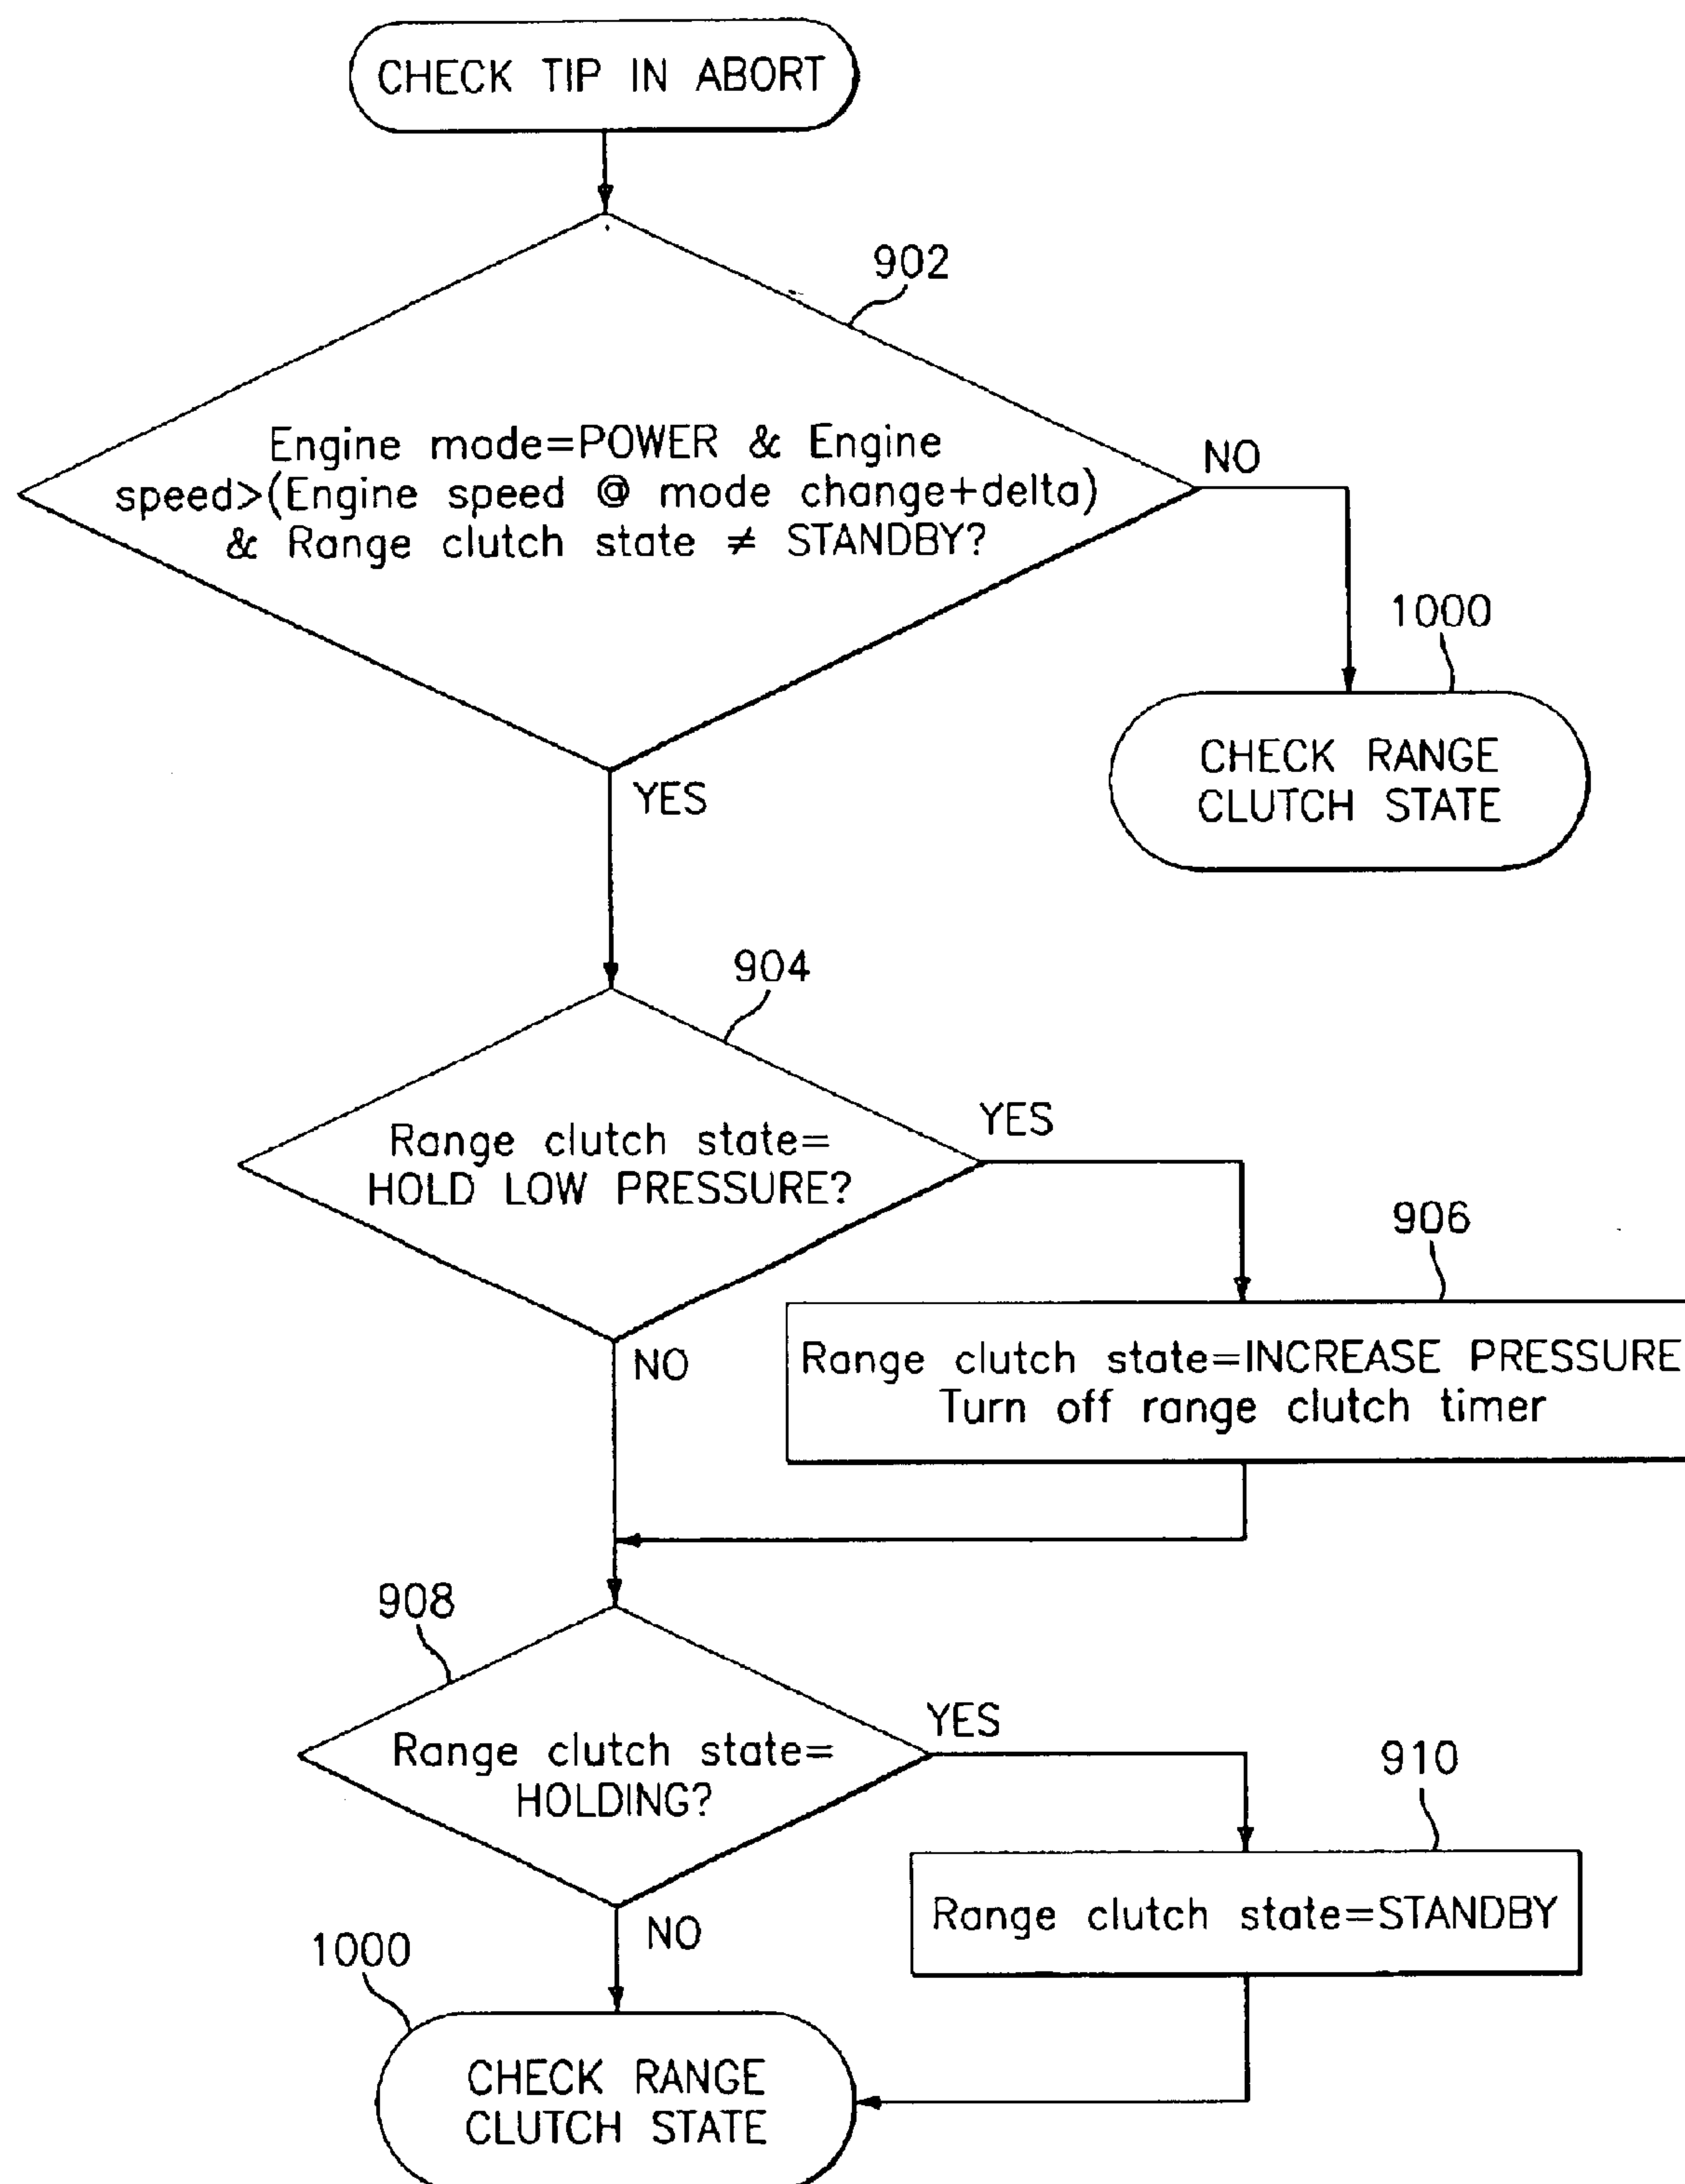 CHECK TIP IN ABORT
902
Engine mode=POWER & Engine
speed>(Engine speed @ mode change+delta)
& Range clutch state ≠ STANDBY?
NO
1000
CHECK RANGE
CLUTCH STATE
YES
904
Range clutch state=
HOLD LOW PRESSURE?
YES
906
Range clutch state=INCREASE PRESSURE
Turn off range clutch timer
NO
908
Range clutch state=
HOLDING?
YES
910
Range clutch state=STANDBY
NO
1000
CHECK RANGE
CLUTCH STATE